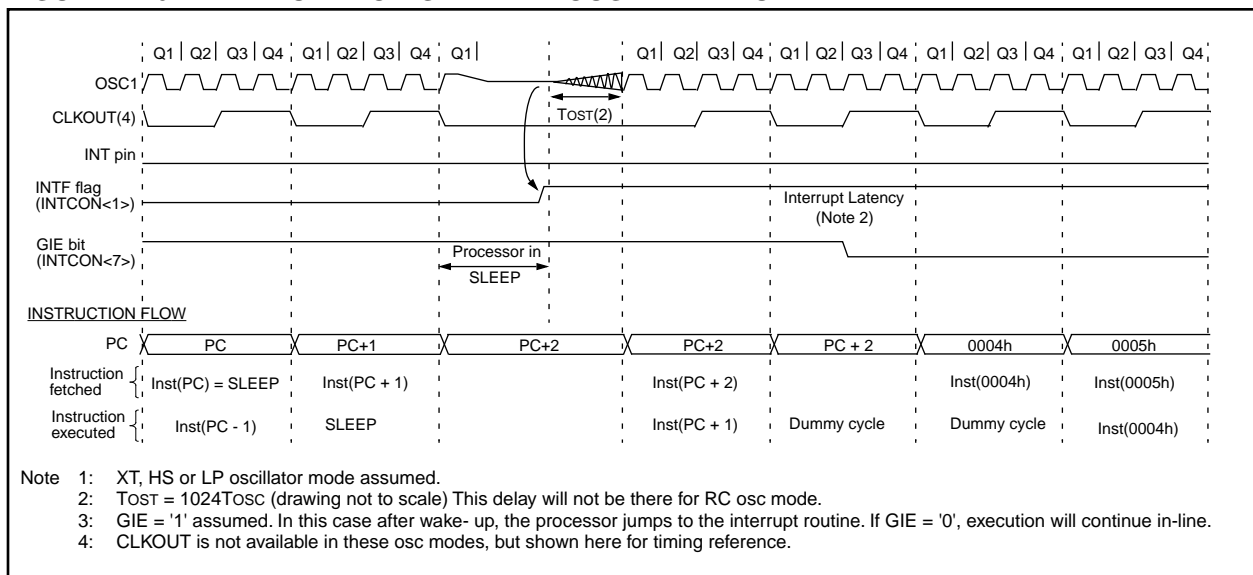 Q1 Q2 Q3 Q4 Q1 Q2 Q3 Q4 Q1 Q1 Q2 Q3 Q4 Q1 Q2 Q3 Q4 Q1 Q2 Q3 Q4 Q1 Q2 Q3 Q4
OSC1
TOST(2)
CLKOUT(4)
INT pin
INTF flag
(INTCON<1>)
Interrupt Latency
(Note 2)
GIE bit
(INTCON<7>)
Processor in
SLEEP
INSTRUCTION FLOW
PC PC PC+1 PC+2 PC+2 PC + 2 0004h 0005h
Instruction
fetched
Inst(PC) = SLEEP Inst(PC + 1) Inst(PC + 2) Inst(0004h) Inst(0005h)
Instruction
executed
Inst(PC - 1) SLEEP Inst(PC + 1) Dummy cycle Dummy cycle Inst(0004h)
Note 1: XT, HS or LP oscillator mode assumed.
2: TOST = 1024TOSC (drawing not to scale) This delay will not be there for RC osc mode.
3: GIE = '1' assumed. In this case after wake- up, the processor jumps to the interrupt routine. If GIE = '0', execution will continue in-line.
4: CLKOUT is not available in these osc modes, but shown here for timing reference.